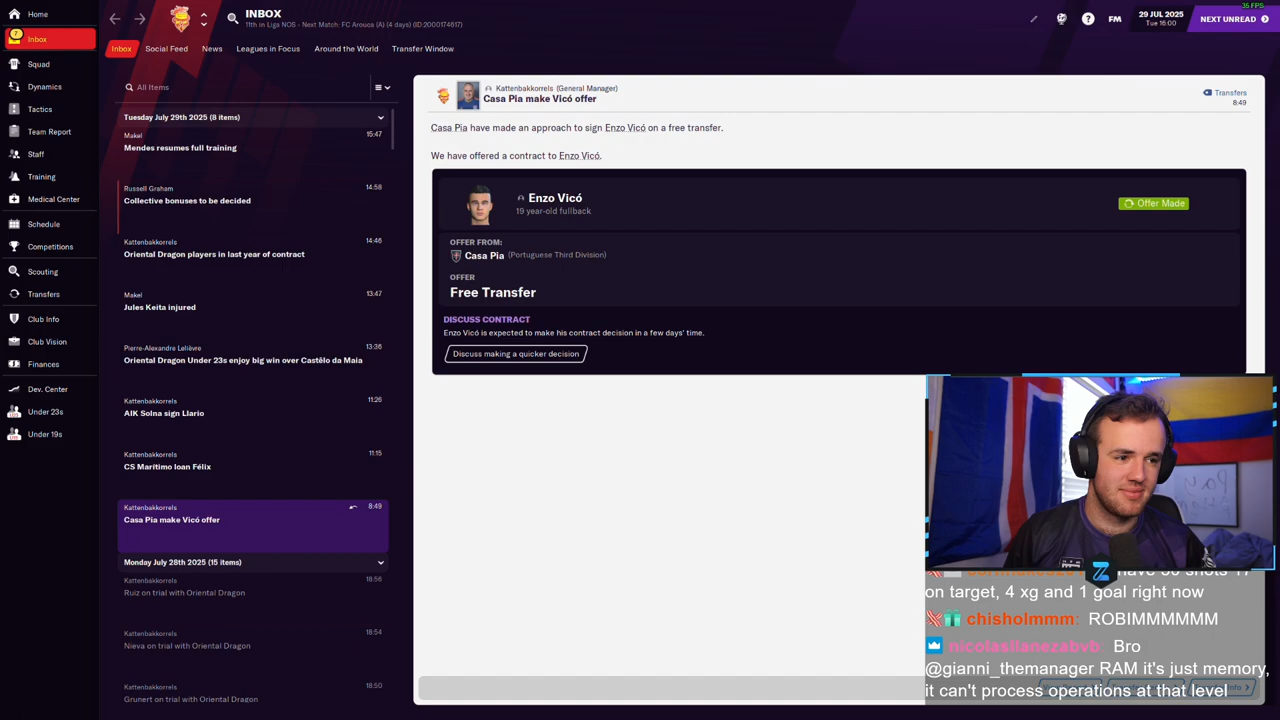 35 FPS
Home
Inbox
7
Squad
Dynamics
Tactics
Team Report
Staff
Training
Medical Center
Schedule
Competitions
Scouting
Transfers
Club Info
Club Vision
Finances
Dev. Center
Under 23s
Under 19s
INBOX
11th in Liga NOS - Next Match: FC Arouca (A) (4 days) (ID:2000174617)
FM
29 JUL 2025
Tue 16:00
NEXT UNREAD
Inbox
Social Feed
News
Leagues in Focus
Around the World
Transfer Window
All Items
Tuesday July 29th 2025 (8 items)
Makel
15:47
Mendes resumes full training
Russell Graham
14:58
Collective bonuses to be decided
Kattenbakkorrels
14:46
Oriental Dragon players in last year of contract
Makel
13:47
Jules Keita injured
Pierre-Alexandre Lelièvre
13:36
Oriental Dragon Under 23s enjoy big win over Castêlo da Maia
Kattenbakkorrels
11:26
AIK Solna sign Llario
Kattenbakkorrels
11:15
CS Marítimo loan Félix
Kattenbakkorrels
8:49
Casa Pia make Vicó offer
Monday July 28th 2025 (15 items)
Kattenbakkorrels
18:56
Ruiz on trial with Oriental Dragon
Kattenbakkorrels
18:54
Nieva on trial with Oriental Dragon
Kattenbakkorrels
18:50
Grunert on trial with Oriental Dragon
Kattenbakkorrels (General Manager)
Casa Pia make Vicó offer
Transfers
8:49
Casa Pia have made an approach to sign Enzo Vicó on a free transfer.
We have offered a contract to Enzo Vicó.
Enzo Vicó
19 year-old fullback
Offer Made
OFFER FROM:
Casa Pia (Portuguese Third Division)
OFFER
Free Transfer
DISCUSS CONTRACT
Enzo Vicó is expected to make his contract decision in a few days' time.
Discuss making a quicker decision
on target, 4 xg and 1 goal right now
chisholmmm: ROBIMMMMMM
nicolasllanezabvb: Bro
@gianni_themanager RAM it's just memory,
it can't process operations at that level